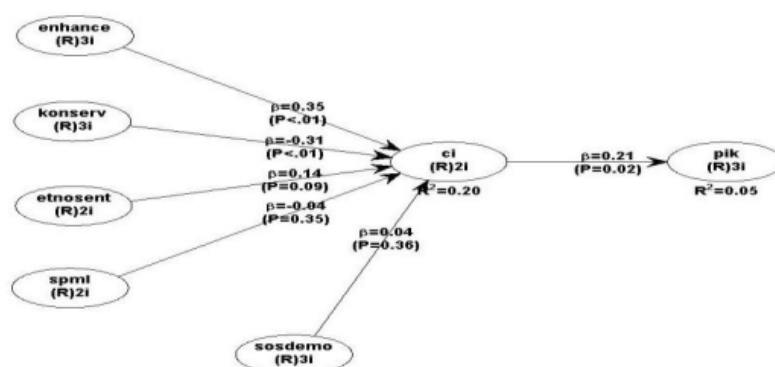 enhance
(R)3i
β=0.35
(P<.01)
konserv
(R)3i
β=-0.31
(P<.01)
ci
(R)2i
R²=0.20
β=0.21
(P=0.02)
pik
(R)3i
R²=0.05
etnosent
(R)2i
β=0.14
(P=0.09)
β=-0.04
(P=0.35)
β=0.04
(P=0.36)
spml
(R)2i
sosdemo
(R)3i